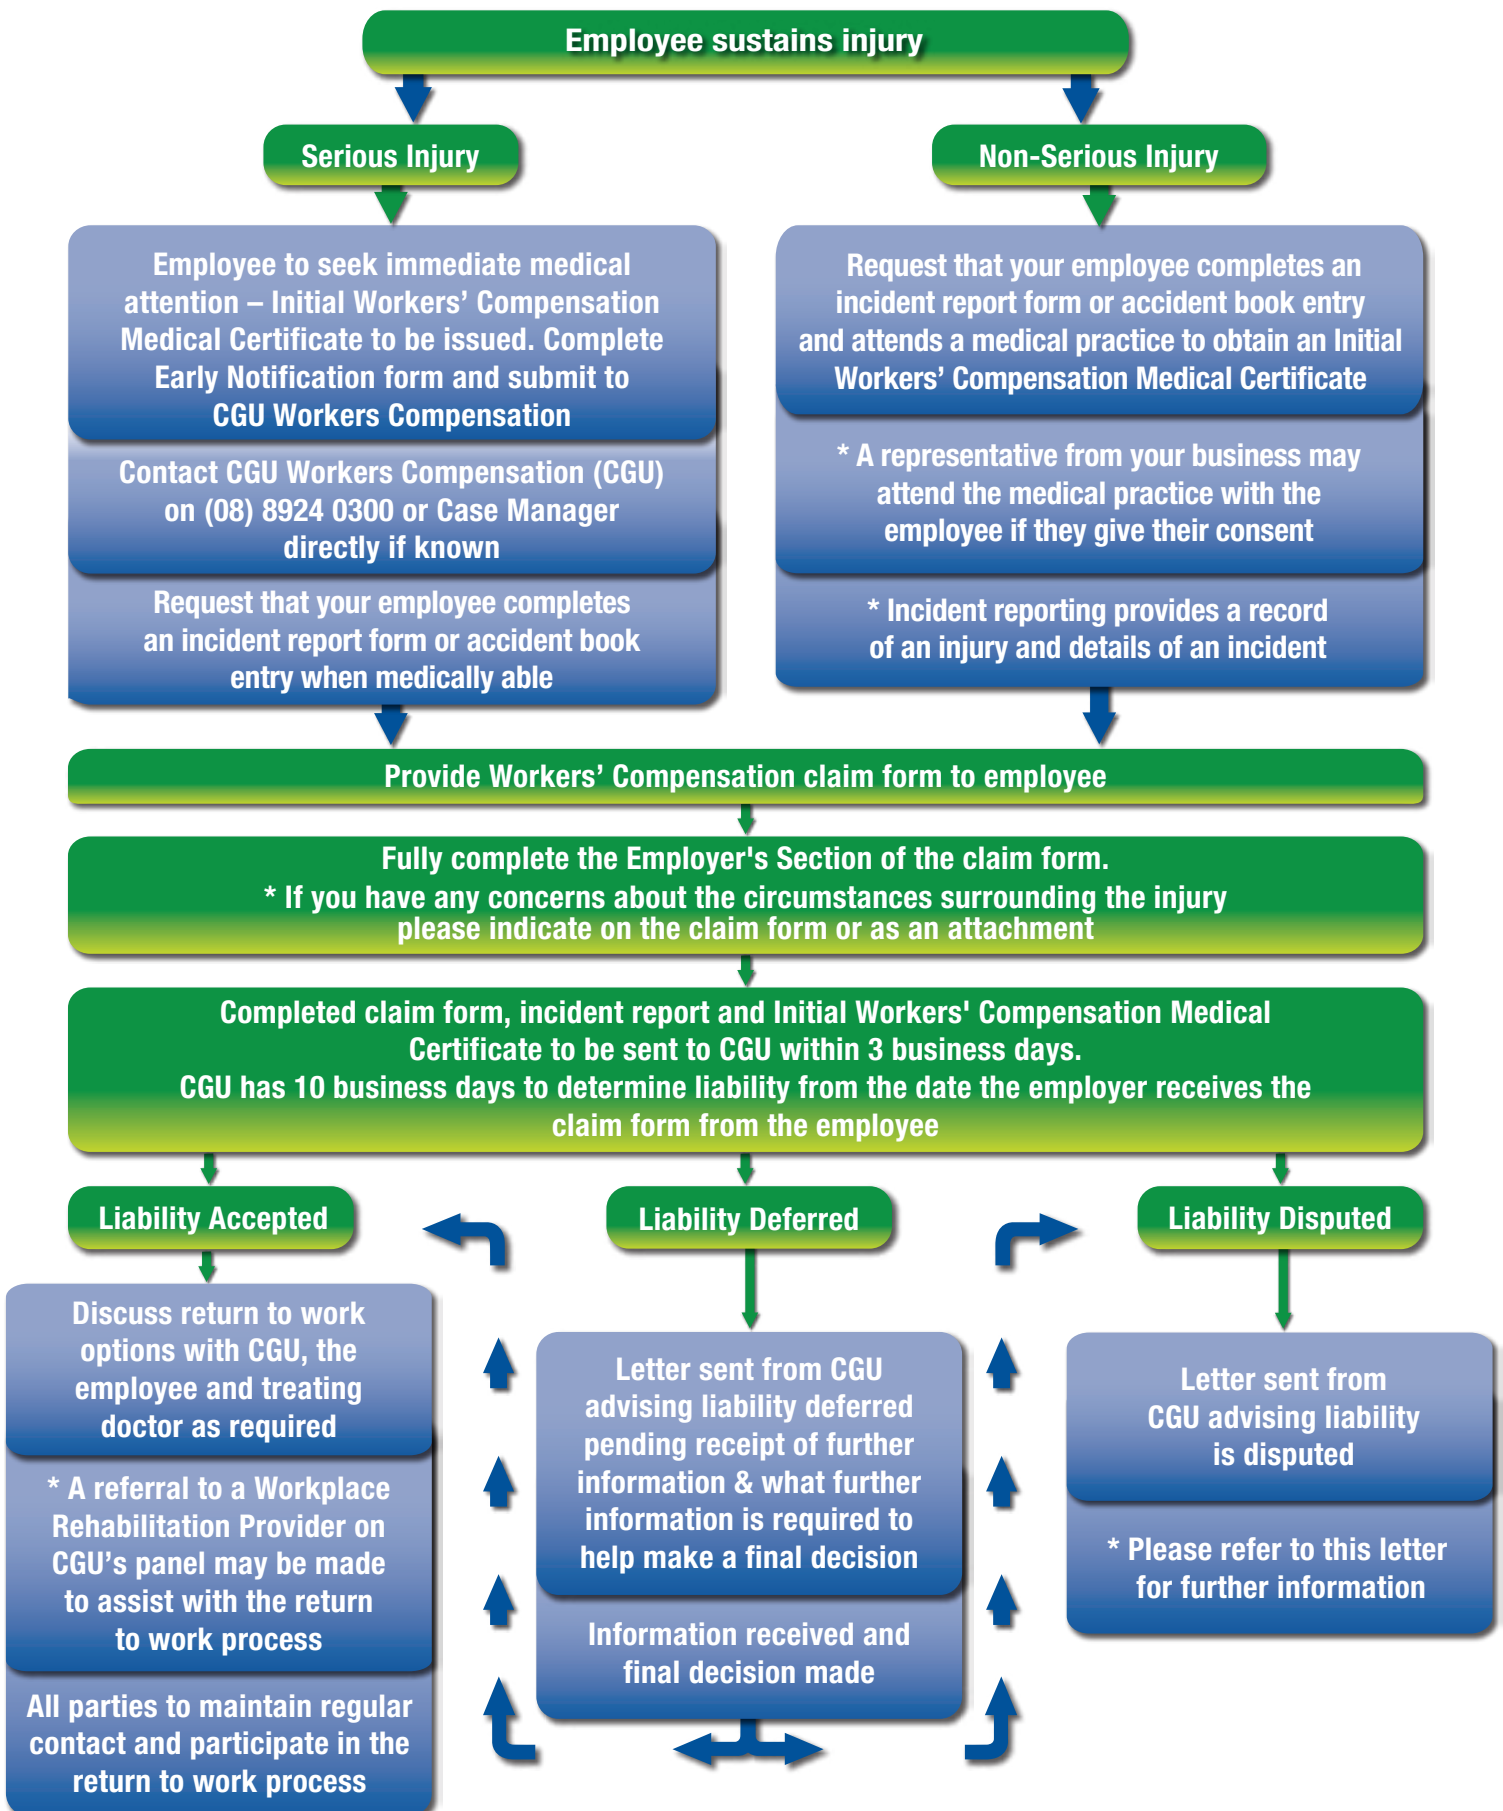 Employee sustains injury
Serious Injury
Employee to seek immediate medical
attention – Initial Workers’ Compensation
Medical Certificate to be issued. Complete
Early Notification form and submit to
CGU Workers Compensation
Contact CGU Workers Compensation (CGU)
on (08) 8924 0300 or Case Manager
directly if known
Request that your employee completes
an incident report form or accident book
entry when medically able
Non-Serious Injury
Request that your employee completes an
incident report form or accident book entry
and attends a medical practice to obtain an Initial
Workers’ Compensation Medical Certificate
* A representative from your business may
attend the medical practice with the
employee if they give their consent
* Incident reporting provides a record
of an injury and details of an incident
Provide Workers’ Compensation claim form to employee
Fully complete the Employer's Section of the claim form.
* If you have any concerns about the circumstances surrounding the injury
please indicate on the claim form or as an attachment
Completed claim form, incident report and Initial Workers' Compensation Medical
Certificate to be sent to CGU within 3 business days.
CGU has 10 business days to determine liability from the date the employer receives the
claim form from the employee
Liability Accepted
Discuss return to work
options with CGU, the
employee and treating
doctor as required
* A referral to a Workplace
Rehabilitation Provider on
CGU’s panel may be made
to assist with the return
to work process
All parties to maintain regular
contact and participate in the
return to work process
Liability Deferred
Letter sent from CGU
advising liability deferred
pending receipt of further
information & what further
information is required to
help make a final decision
Information received and
final decision made
Liability Disputed
Letter sent from
CGU advising liability
is disputed
* Please refer to this letter
for further information